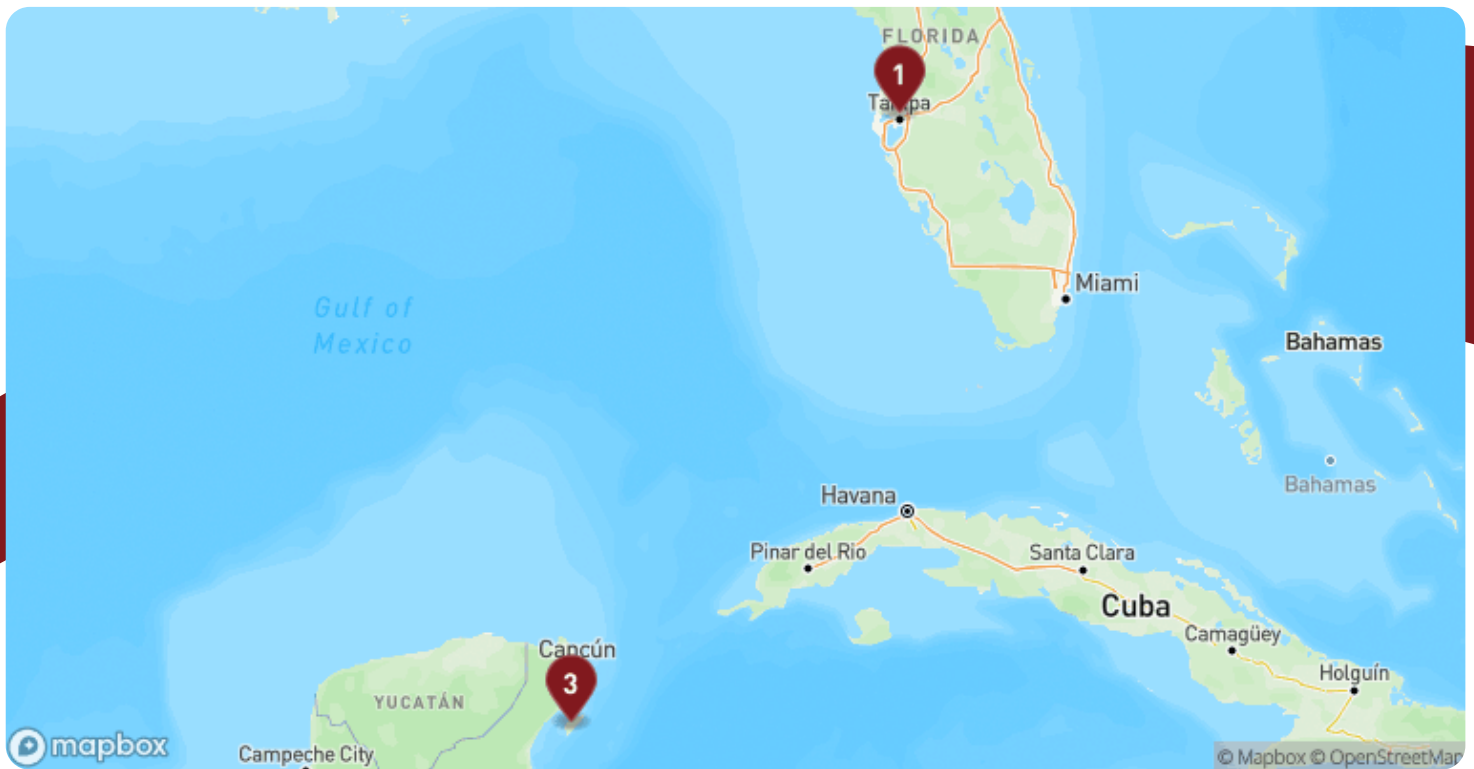 FLORIDA
1
Tampa
Miami
Gulf of
Mexico
Bahamas
Bahamas
Havana
Pinar del Rio
Santa Clara
Cuba
Camagüey
Holguín
Cancún
3
YUCATÁN
Campeche City
mapbox
© Mapbox © OpenStreetMap